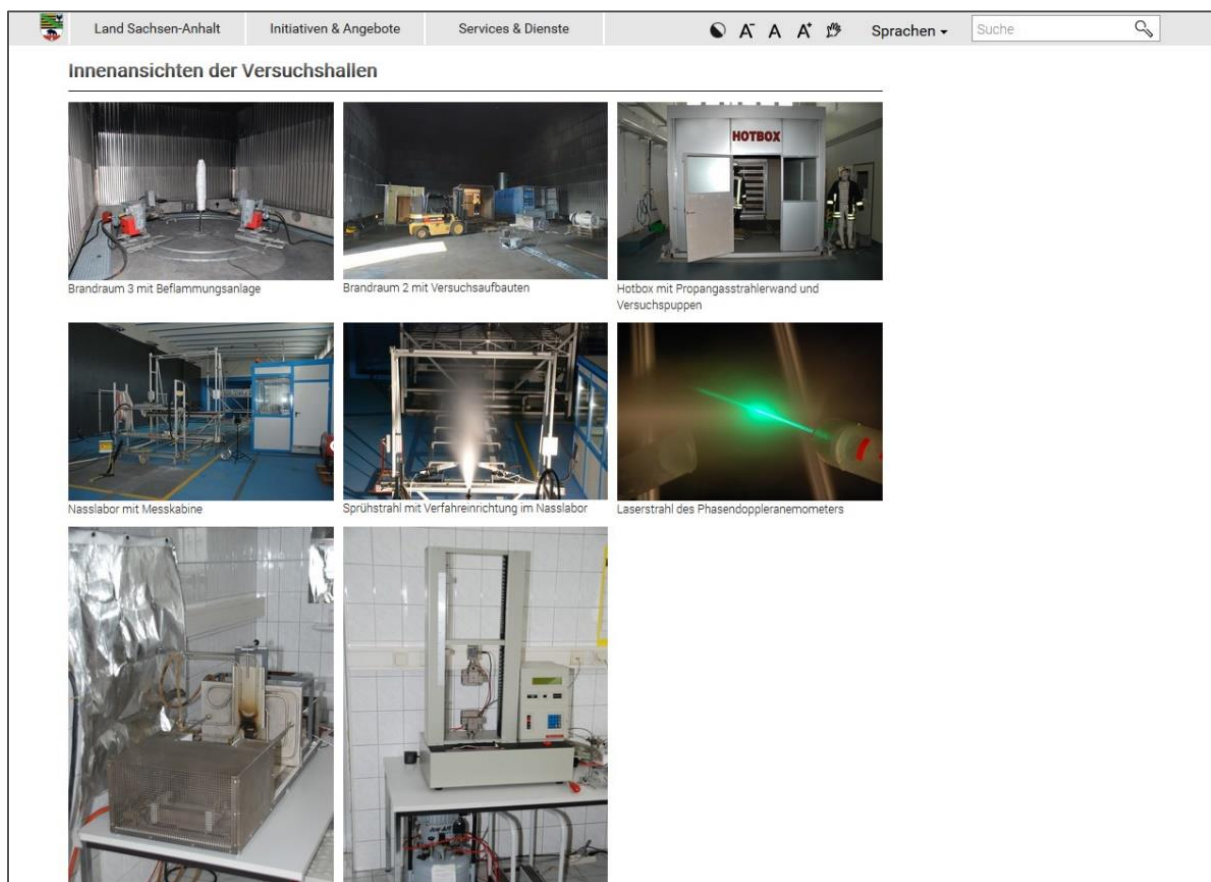 Land Sachsen-Anhalt
Initiativen & Angebote
Services & Dienste
A- A A+
Sprachen
Suche
Innenansichten der Versuchshallen
HOTBOX
Brandraum 3 mit Beflammungsanlage
Brandraum 2 mit Versuchsaufbauten
Hotbox mit Propangasstrahlerwand und
Versuchspuppen
Nasslabor mit Messkabine
Sprühstrahl mit Verfahreinrichtung im Nasslabor
Laserstrahl des Phasendoppleranemometers